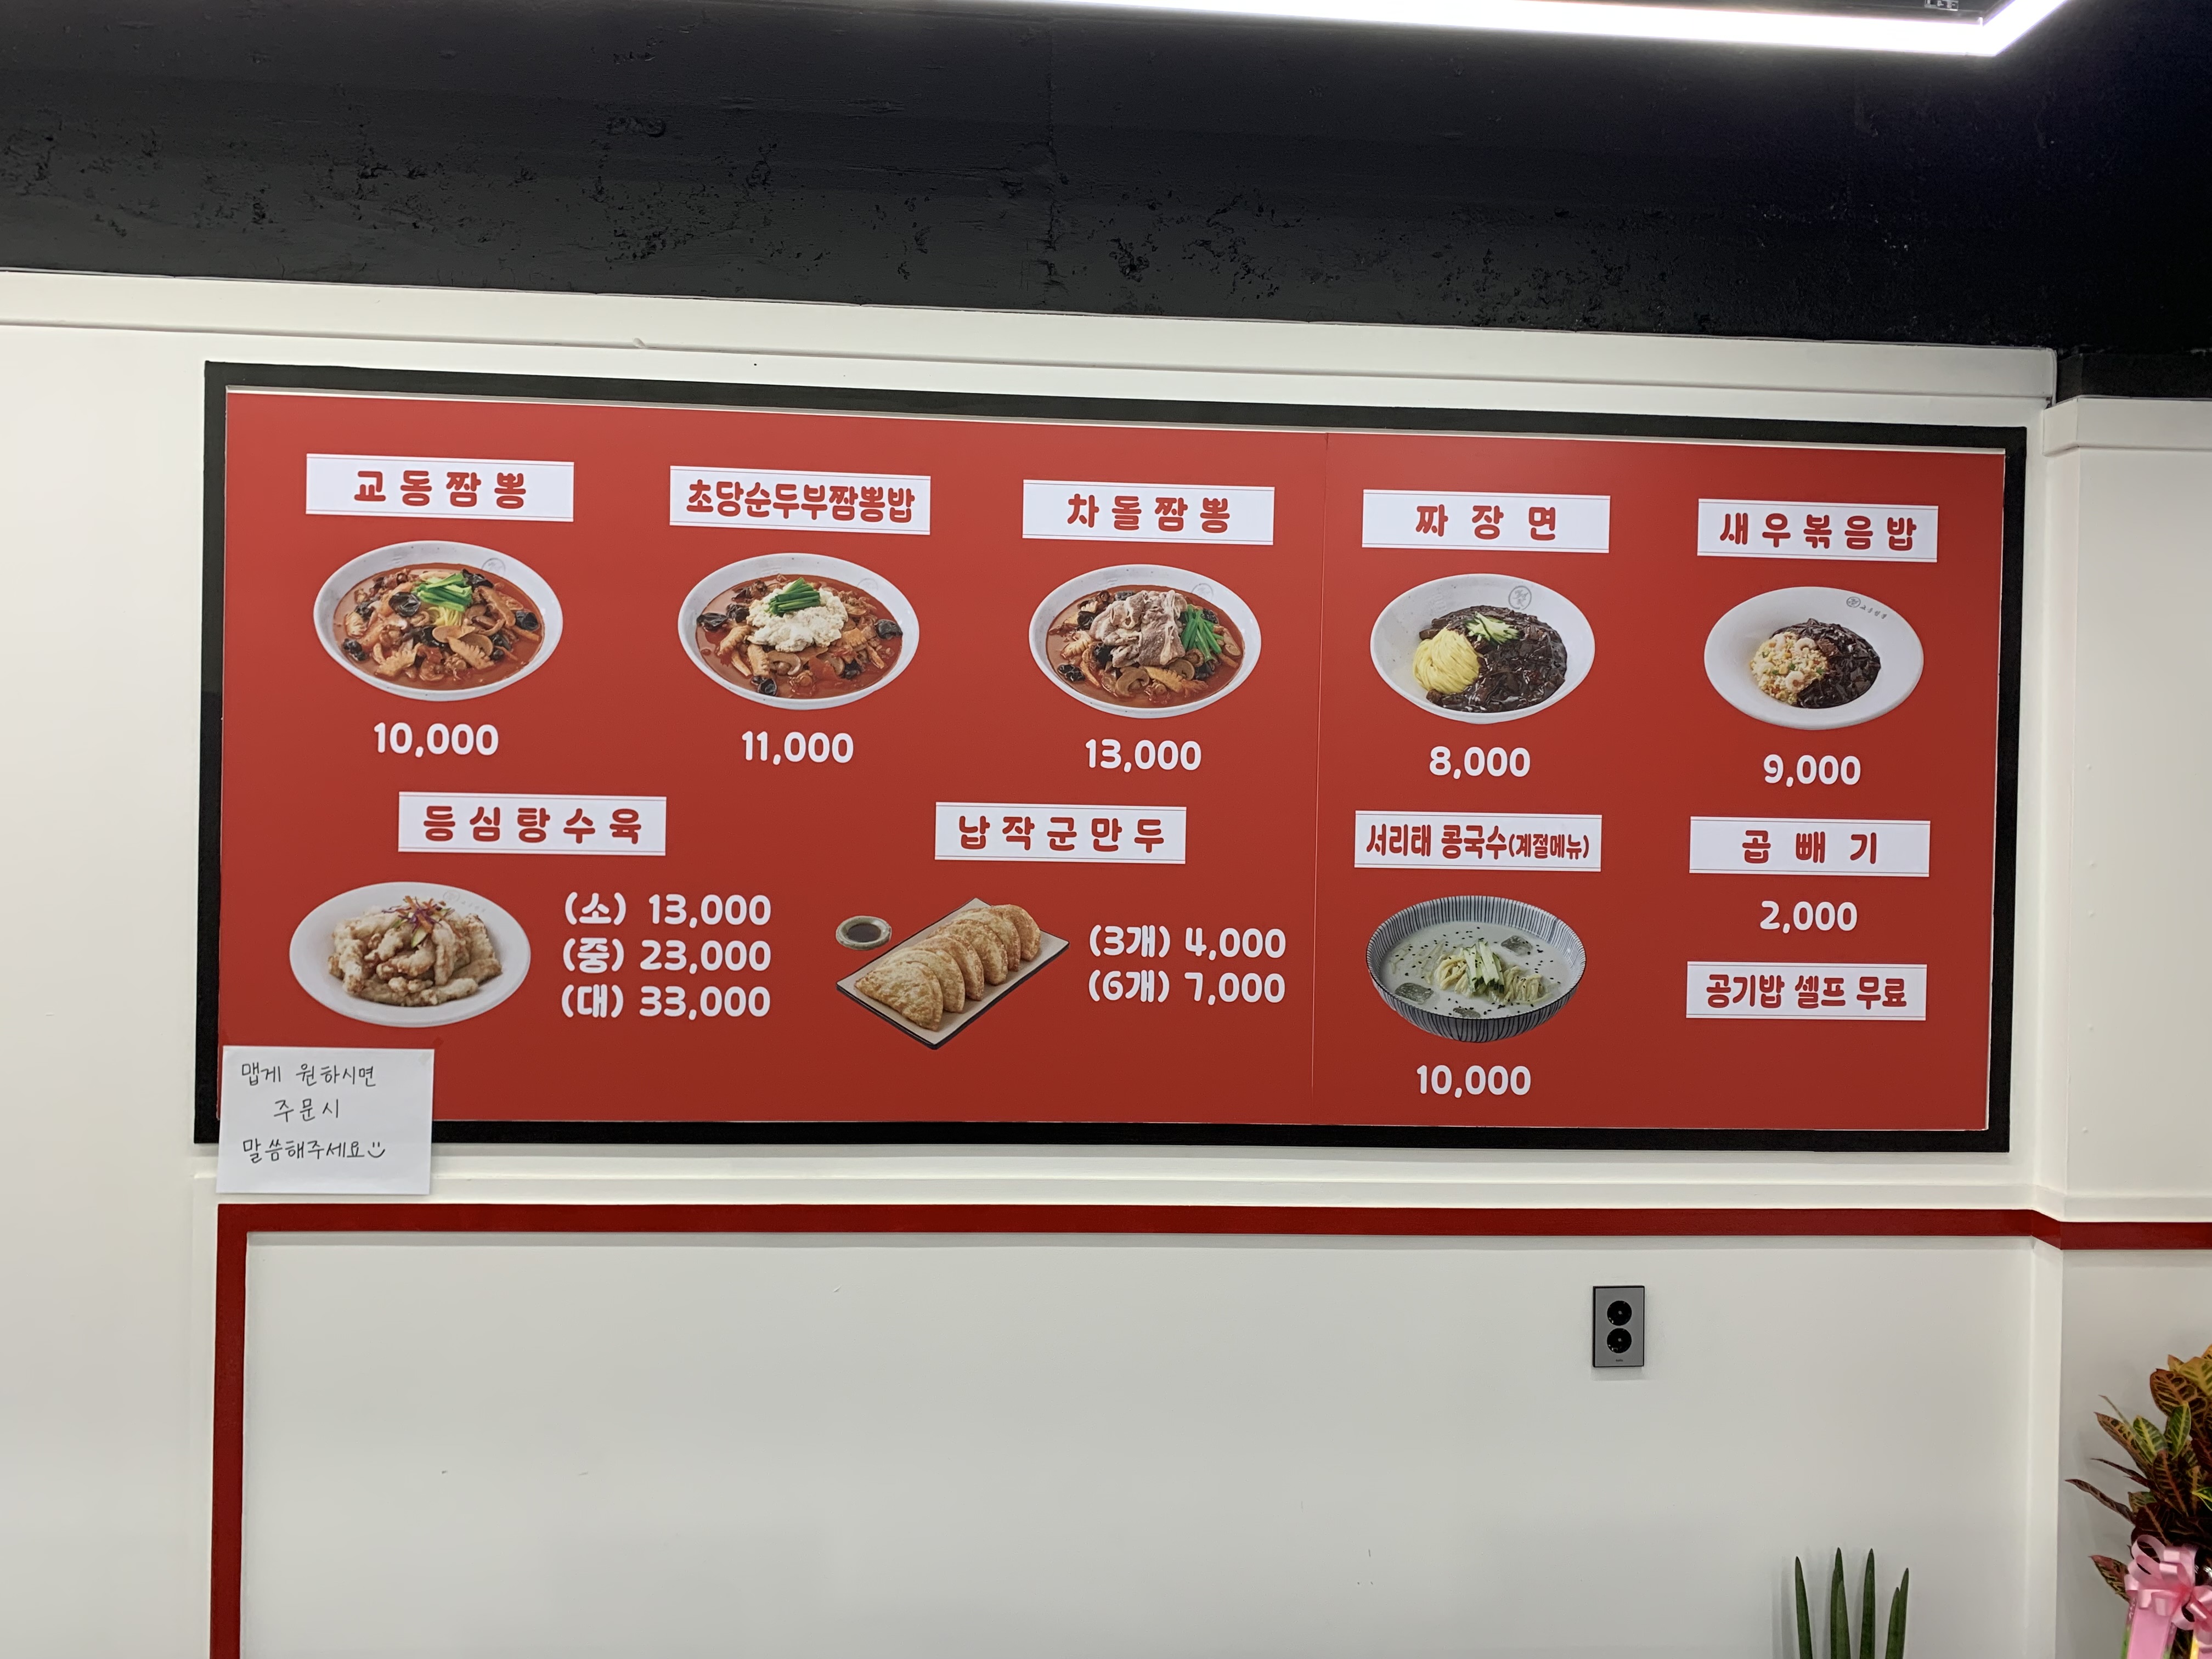 교동짬뽕
초당순두부짬뽕밥
차돌짬뽕
짜장면
새우볶음밥
10,000
11,000
13,000
8,000
9,000
등심탕수육
(소) 13,000
(중) 23,000
(대) 33,000
납작군만두
(3개) 4,000
(6개) 7,000
서리태 콩국수(계절메뉴)
10,000
곱빼기
2,000
공기밥 셀프 무료
맵게 원하시면
주문시
말씀해주세요